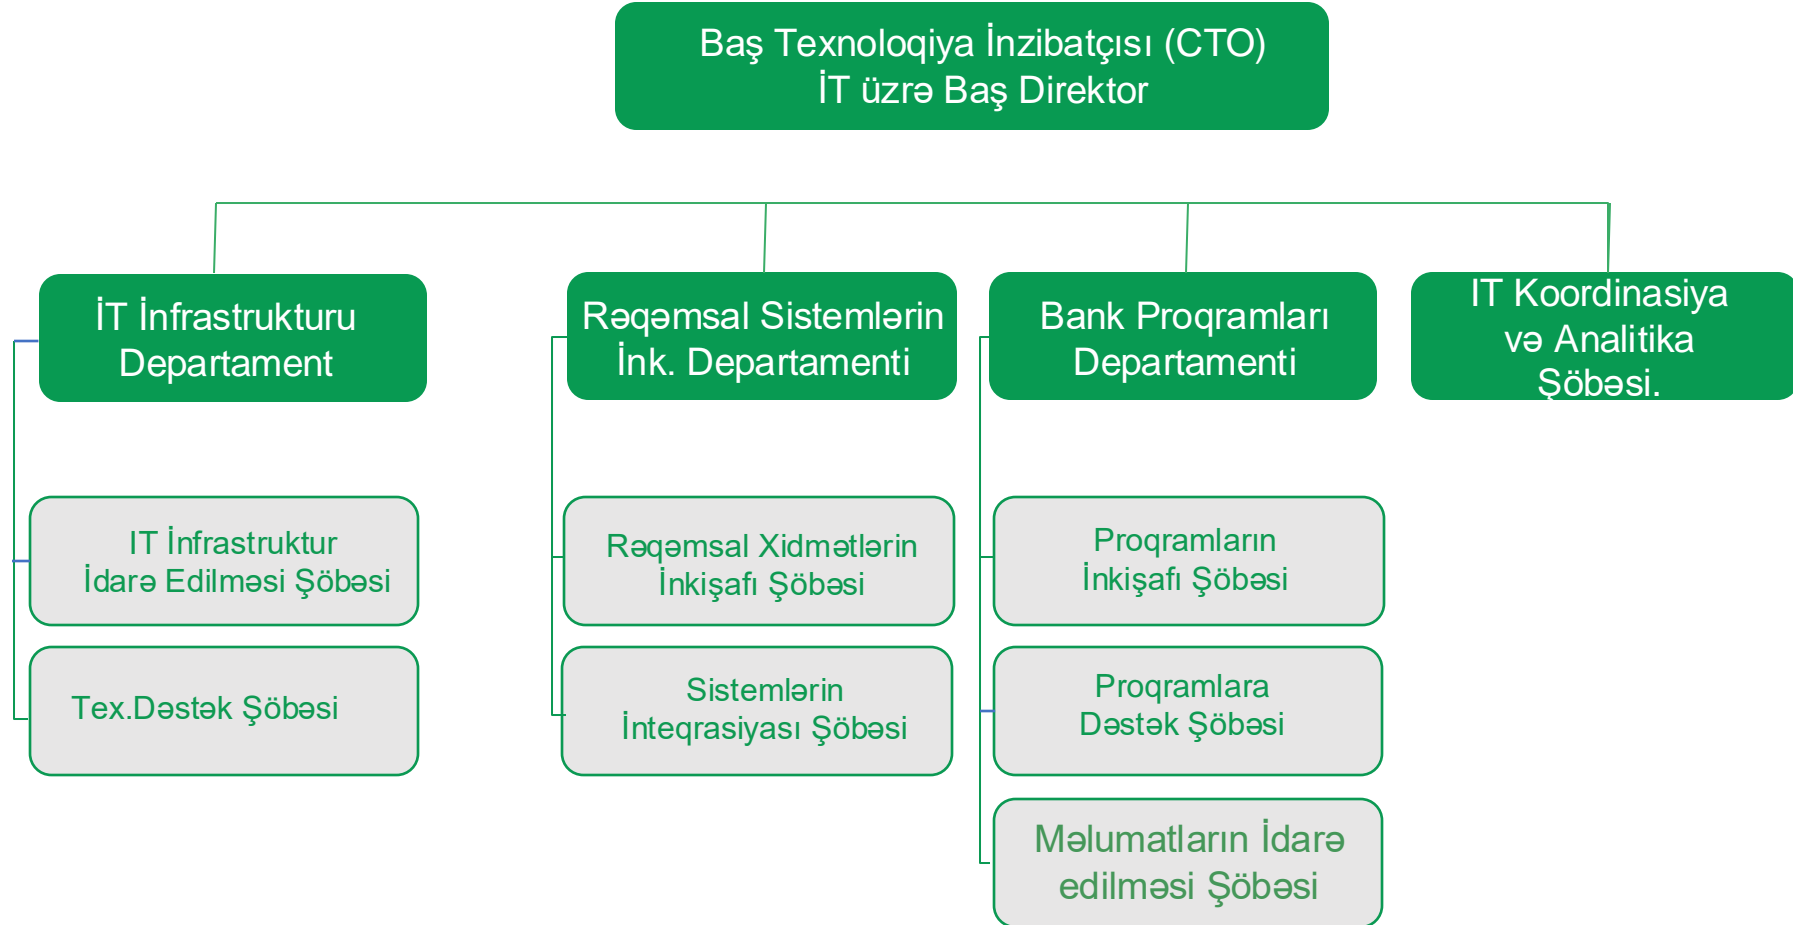 Baş Texnoloqiya İnzibatçısı (CTO)
İT üzrə Baş Direktor
İT İnfrastrukturu
Departament
Rəqəmsal Sistemlərin
İnk. Departamenti
Bank Proqramları
Departamenti
IT Koordinasiya
və Analitika
Şöbəsi.
IT İnfrastruktur
İdarə Edilməsi Şöbəsi
Rəqəmsal Xidmətlərin
İnkişafı Şöbəsi
Proqramların
İnkişafı Şöbəsi
Tex.Dəstək Şöbəsi
Sistemlərin
İnteqrasiyası Şöbəsi
Proqramlara
Dəstək Şöbəsi
Məlumatların İdarə
edilməsi Şöbəsi